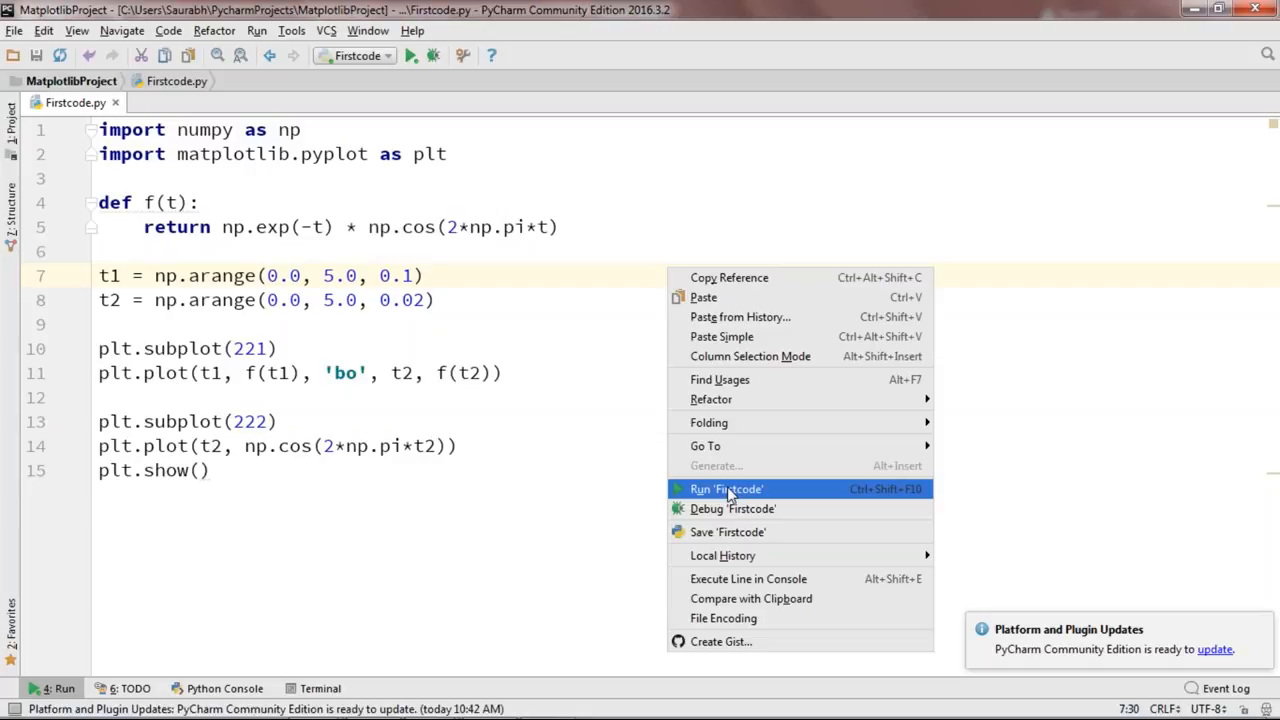 MatplotlibProject - [C:\Users\Saurabh\PycharmProjects\MatplotlibProject] - ...\Firstcode.py - PyCharm Community Edition 2016.3.2
File Edit View Navigate Code Refactor Run Tools VCS Window Help
Firstcode
MatplotlibProject Firstcode.py
Firstcode.py
1: Project
Z: Structure
2: Favorites
1 import numpy as np
2 import matplotlib.pyplot as plt
3
4 def f(t):
5 return np.exp(-t) * np.cos(2*np.pi*t)
6
7 t1 = np.arange(0.0, 5.0, 0.1)
8 t2 = np.arange(0.0, 5.0, 0.02)
9
10 plt.subplot(221)
11 plt.plot(t1, f(t1), 'bo', t2, f(t2))
12
13 plt.subplot(222)
14 plt.plot(t2, np.cos(2*np.pi*t2))
15 plt.show()
Copy Reference Ctrl+Alt+Shift+C
Paste Ctrl+V
Paste from History... Ctrl+Shift+V
Paste Simple Ctrl+Alt+Shift+V
Column Selection Mode Alt+Shift+Insert
Find Usages Alt+F7
Refactor
Folding
Go To
Generate... Alt+Insert
Run 'Firstcode' Ctrl+Shift+F10
Debug 'Firstcode'
Save 'Firstcode'
Local History
Execute Line in Console Alt+Shift+E
Compare with Clipboard
File Encoding
Create Gist...
Platform and Plugin Updates
PyCharm Community Edition is ready to update.
4: Run 6: TODO Python Console Terminal Event Log
Platform and Plugin Updates: PyCharm Community Edition is ready to update. (today 10:42 AM) 7:30 CRLF÷ UTF-8÷